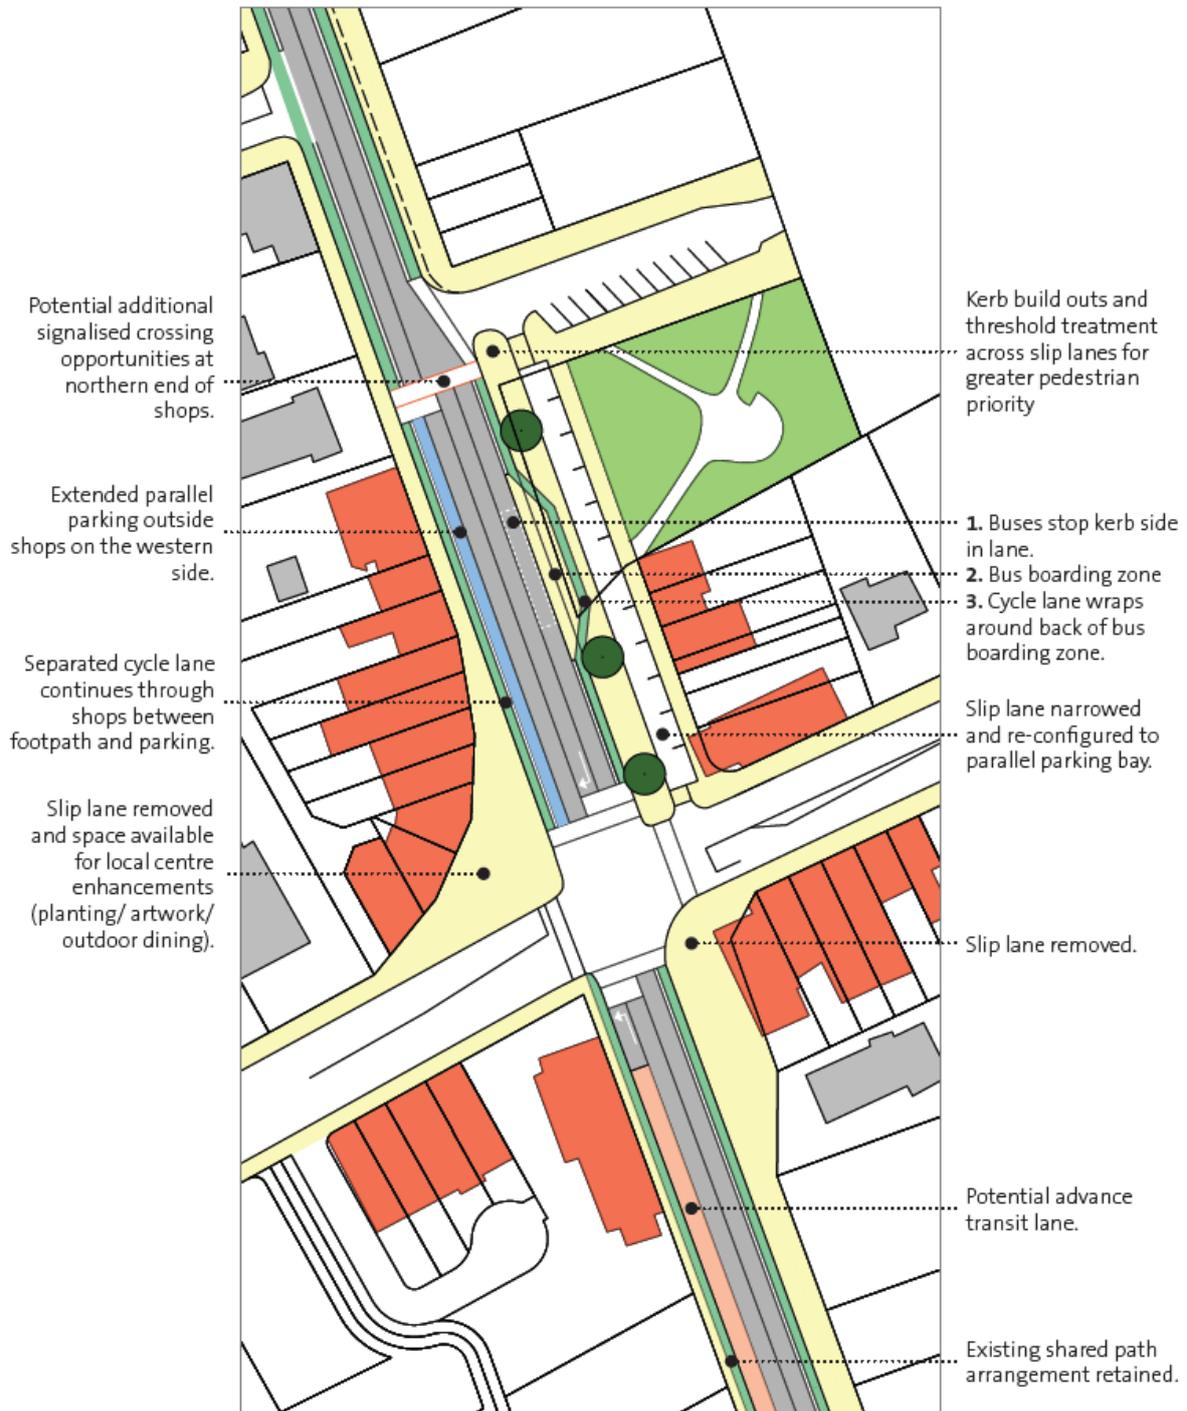 Potential additional
signalised crossing
opportunities at
northern end of
shops.
Extended parallel
parking outside
shops on the western
side.
Separated cycle lane
continues through
shops between
footpath and parking.
Slip lane removed
and space available
for local centre
enhancements
(planting/ artwork/
outdoor dining).
Kerb build outs and
threshold treatment
across slip lanes for
greater pedestrian
priority
1. Buses stop kerb side
in lane.
2. Bus boarding zone
3. Cycle lane wraps
around back of bus
boarding zone.
Slip lane narrowed
and re-configured to
parallel parking bay.
Slip lane removed.
Potential advance
transit lane.
Existing shared path
arrangement retained.